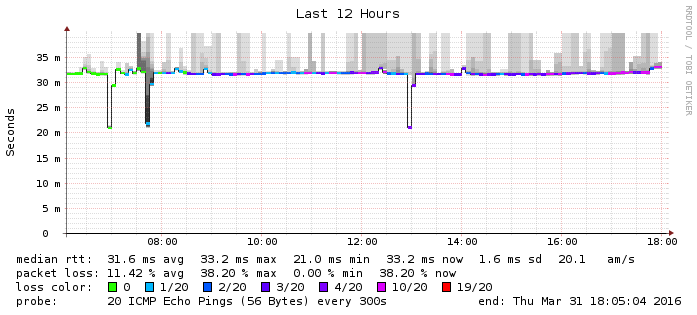 Last 12 Hours
RRDTOOL / TOBI OETIKER
Seconds
35 m
30 m
25 m
20 m
15 m
10 m
5 m
0
08:00 10:00 12:00 14:00 16:00 18:00
median rtt: 31.6 ms avg 33.2 ms max 21.0 ms min 33.2 ms now 1.6 ms sd 20.1 am/s
packet loss: 11.42 % avg 38.20 % max 0.00 % min 38.20 % now
loss color: 0 1/20 2/20 3/20 4/20 10/20 19/20
probe: 20 ICMP Echo Pings (56 Bytes) every 300s end: Thu Mar 31 18:05:04 2016